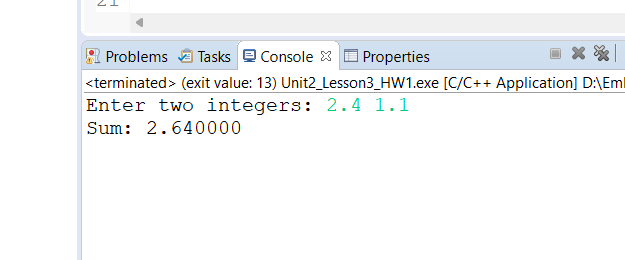 21
Problems Tasks Console Properties
<terminated> (exit value: 13) Unit2_Lesson3_HW1.exe [C/C++ Application] D:\Eml
Enter two integers: 2.4 1.1
Sum: 2.640000